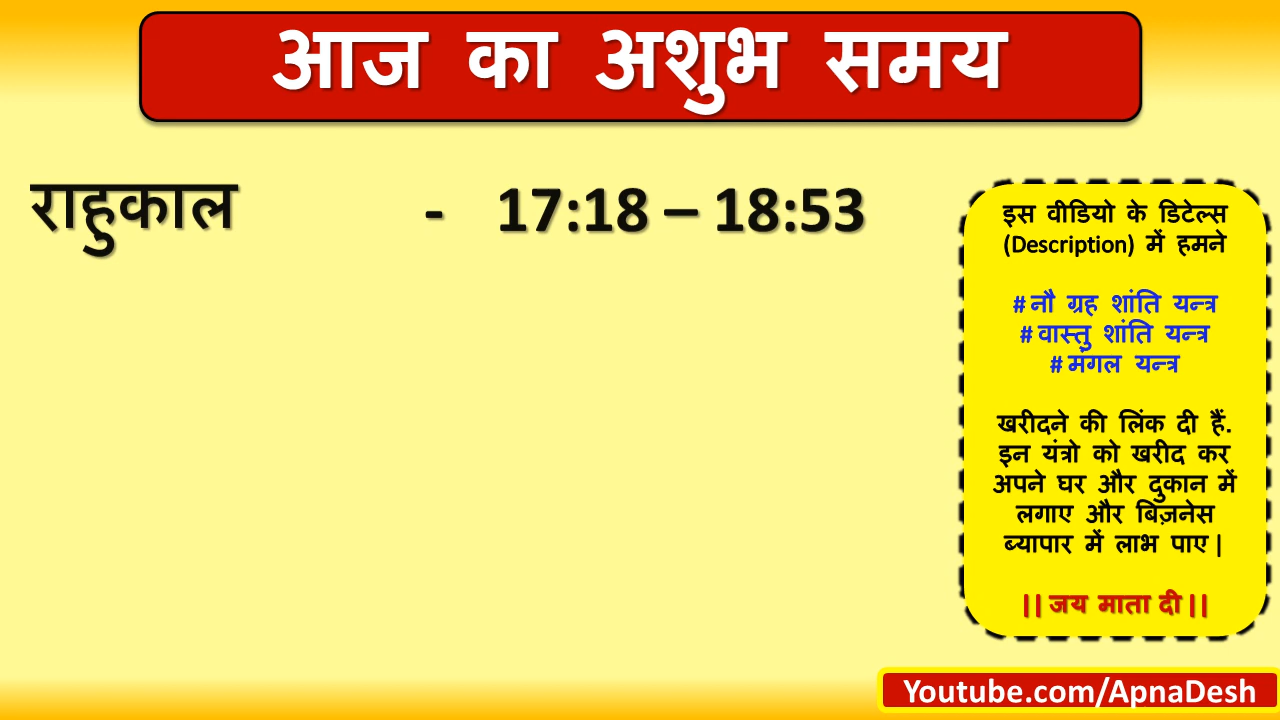 आज का अशुभ समय
राहुकाल - 17:18 – 18:53
इस वीडियो के डिटेल्स
(Description) में हमने
# नौ ग्रह शांति यन्त्र
# वास्तु शांति यन्त्र
# मंगल यन्त्र
खरीदने की लिंक दी हैं.
इन यंत्रो को खरीद कर
अपने घर और दुकान में
लगाए और बिज़नेस
ब्यापार में लाभ पाए |
|| जय माता दी ||
Youtube.com/ApnaDesh